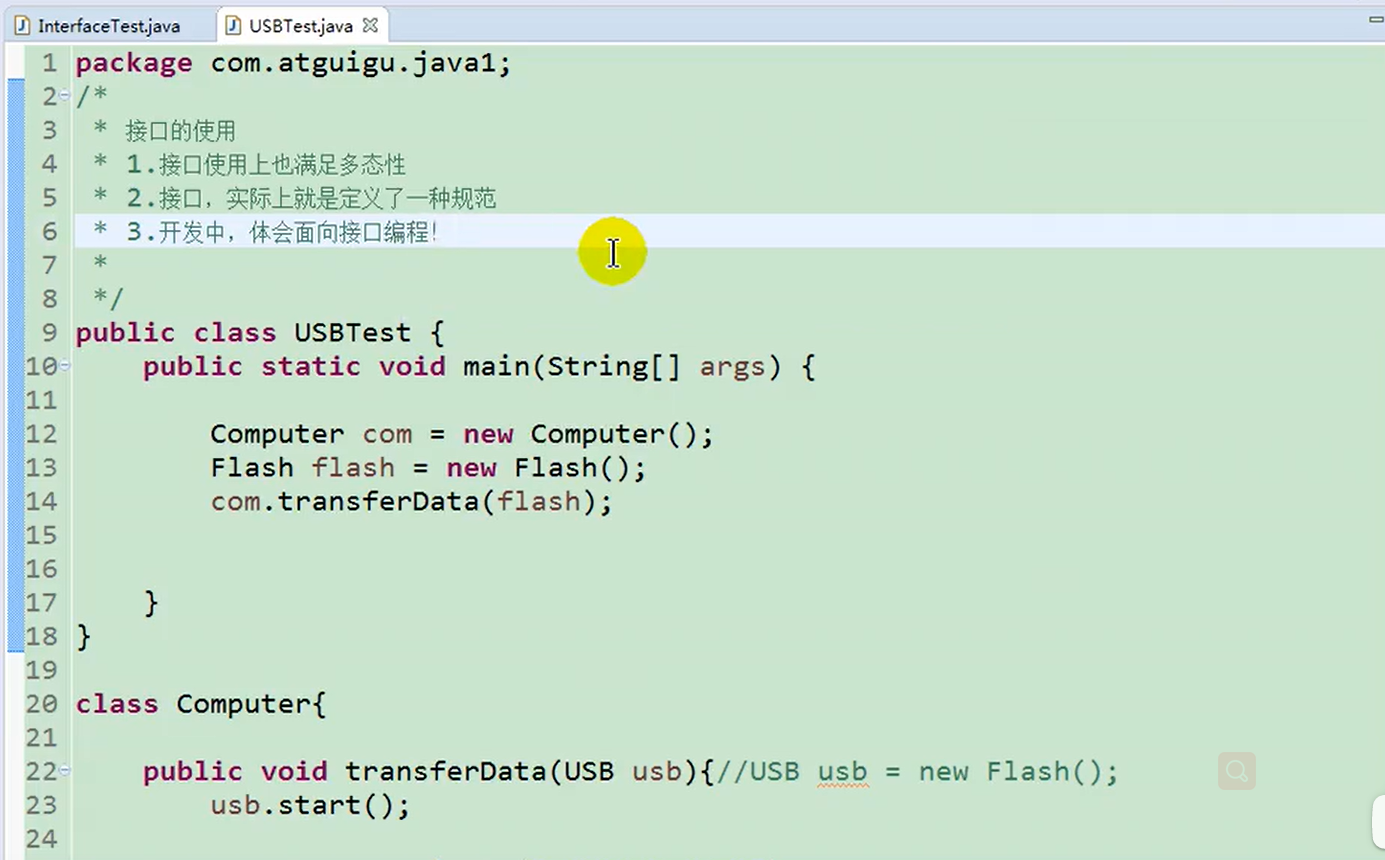 InterfaceTest.java
USBTest.java
1 package com.atguigu.java1;
2 /*
3 * 接口的使用
4 * 1.接口使用上也满足多态性
5 * 2.接口，实际上就是定义了一种规范
6 * 3.开发中，体会面向接口编程！
7 *
8 */
9 public class USBTest {
10 public static void main(String[] args) {
11
12 Computer com = new Computer();
13 Flash flash = new Flash();
14 com.transferData(flash);
15
16
17 }
18 }
19
20 class Computer{
21
22 public void transferData(USB usb){//USB usb = new Flash();
23 usb.start();
24